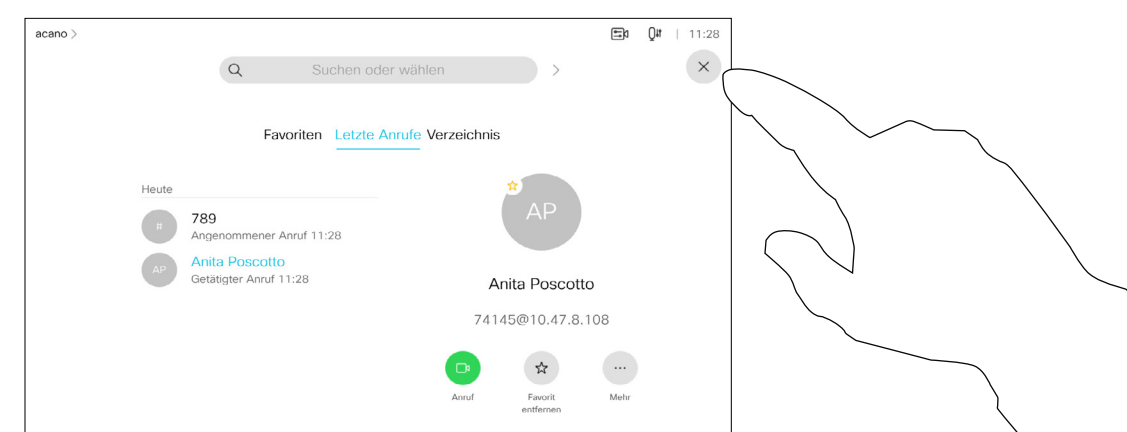 acano >
11:28
Suchen oder wählen
Favoriten Letzte Anrufe Verzeichnis
Heute
#
789
Angenommener Anruf 11:28
AP
Anita Poscotto
Getätigter Anruf 11:28
AP
Anita Poscotto
74145@10.47.8.108
Anruf
Favorit
entfernen
Mehr